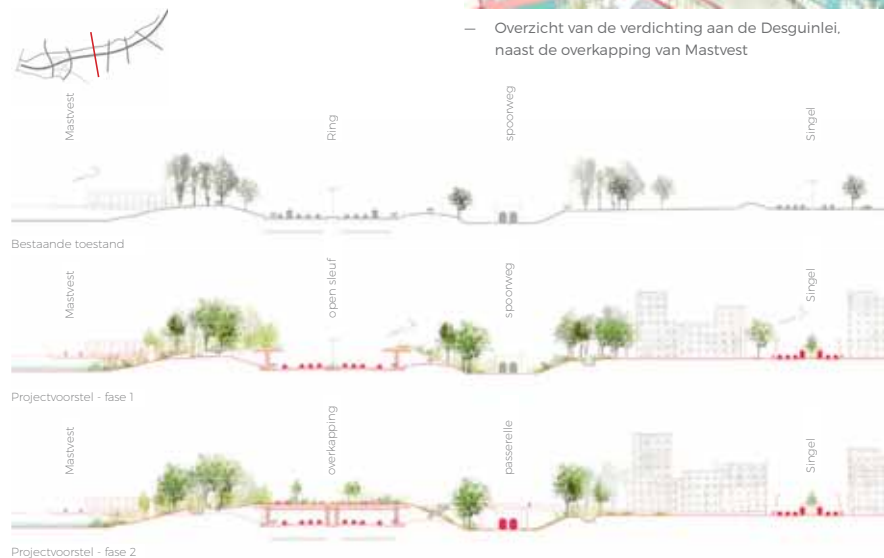 — Overzicht van de verdichting aan de Desguinlei,
naast de overkapping van Mastvest
Mastvest
Ring
spoorweg
Singel
Bestaande toestand
Mastvest
open sleuf
spoorweg
Singel
Projectvoorstel - fase 1
Mastvest
overkapping
passerelle
Singel
Projectvoorstel - fase 2